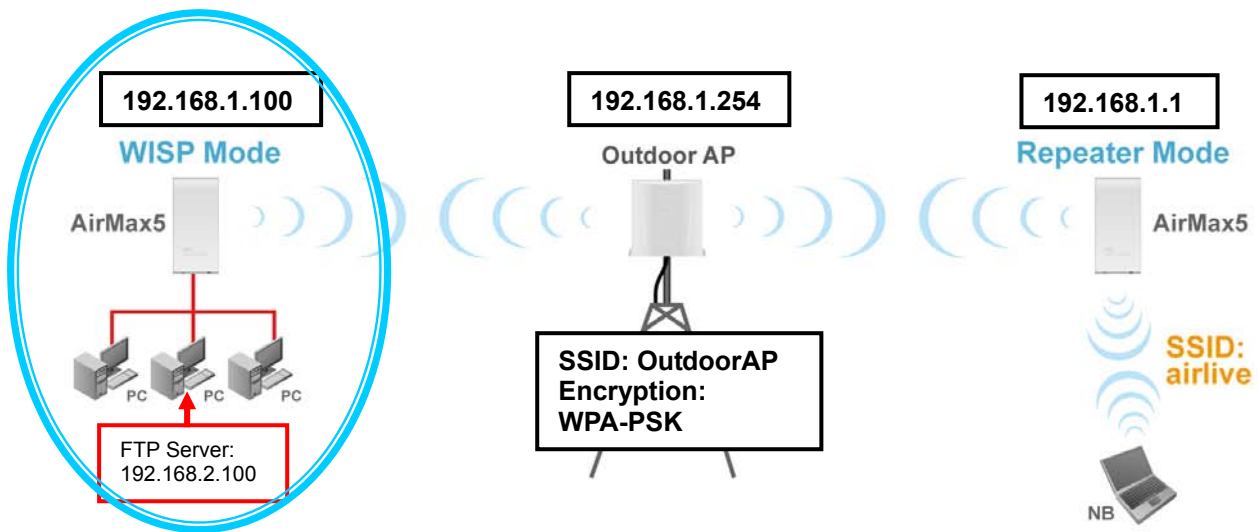 192.168.1.100
WISP Mode
AirMax5
PC
PC
PC
FTP Server:
192.168.2.100
192.168.1.254
Outdoor AP
SSID: OutdoorAP
Encryption:
WPA-PSK
192.168.1.1
Repeater Mode
AirMax5
SSID:
airlive
NB